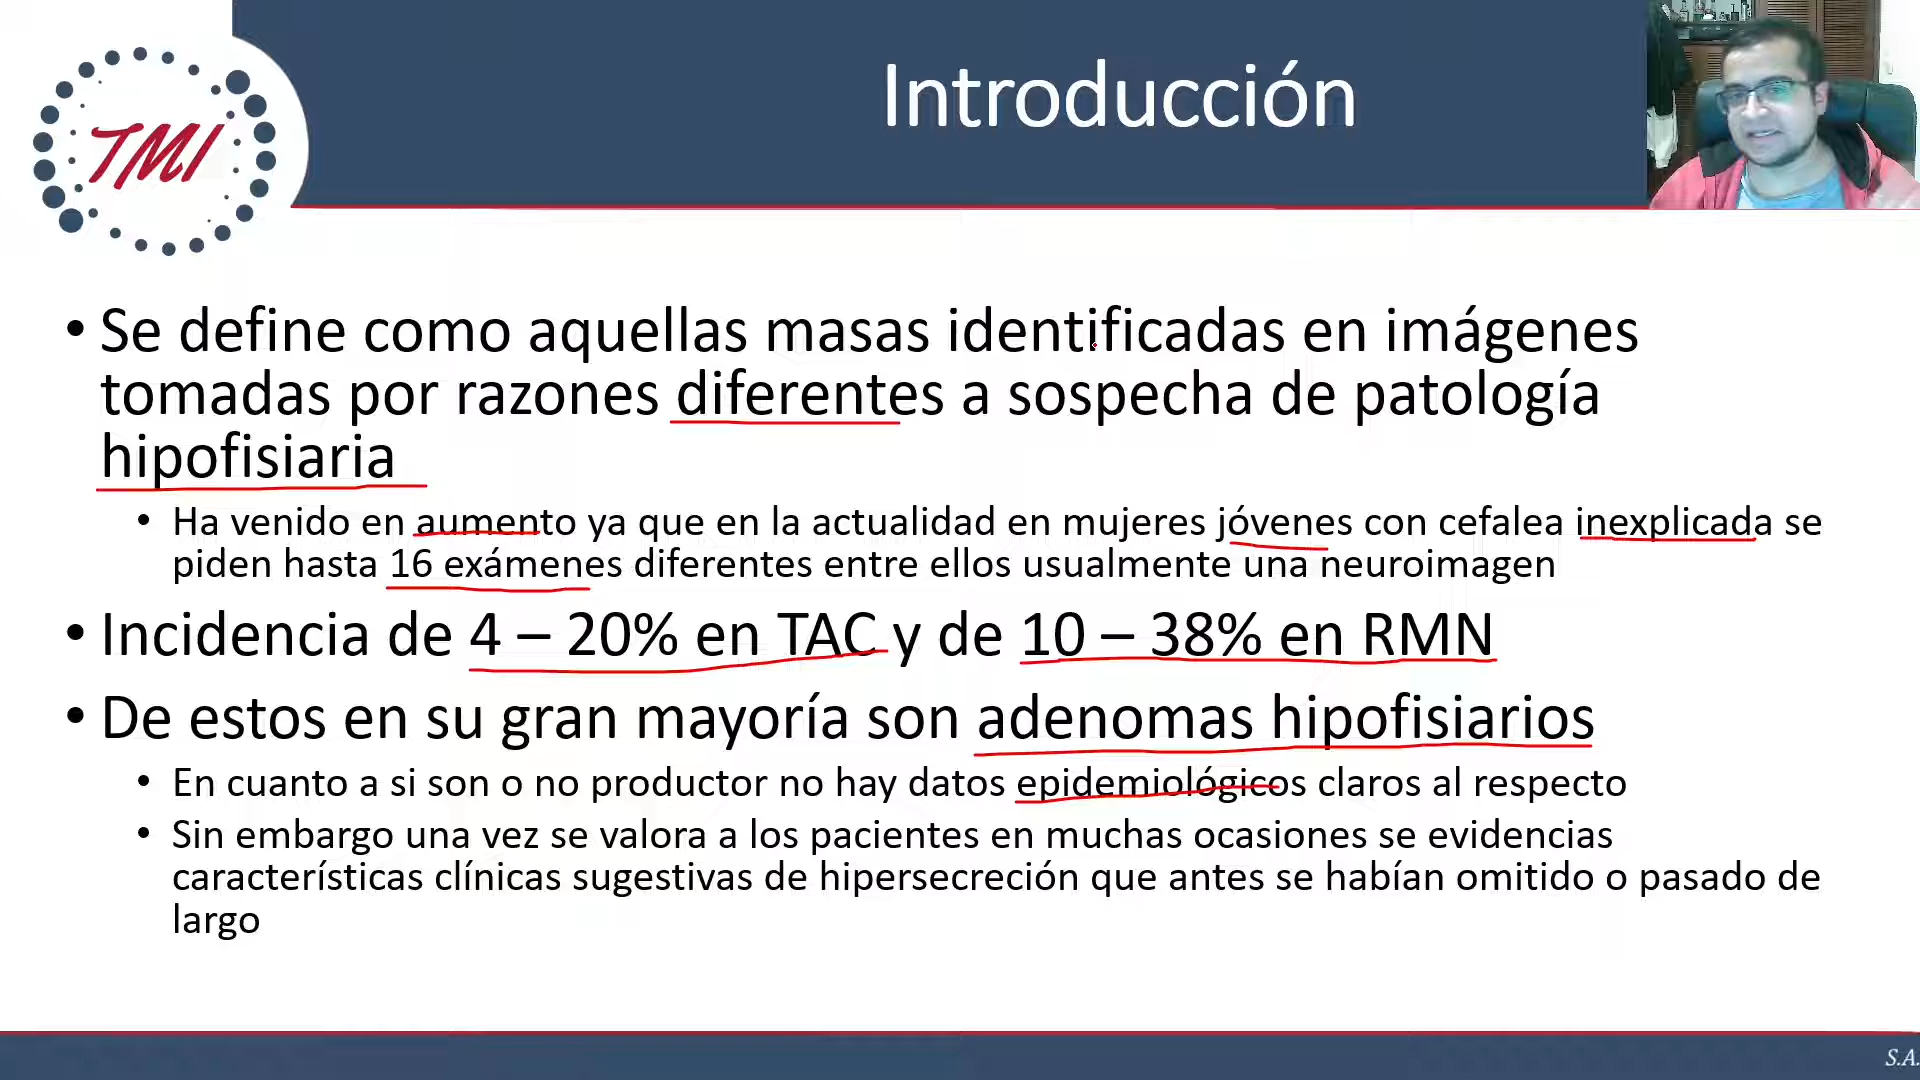 TMI
Introducción
• Se define como aquellas masas identificadas en imágenes
tomadas por razones diferentes a sospecha de patología
hipofisiaria
• Ha venido en aumento ya que en la actualidad en mujeres jóvenes con cefalea inexplicada se
piden hasta 16 exámenes diferentes entre ellos usualmente una neuroimagen
• Incidencia de 4 – 20% en TAC y de 10 – 38% en RMN
• De estos en su gran mayoría son adenomas hipofisiarios
• En cuanto a si son o no productor no hay datos epidemiológicos claros al respecto
• Sin embargo una vez se valora a los pacientes en muchas ocasiones se evidencias
características clínicas sugestivas de hipersecreción que antes se habían omitido o pasado de
largo
S.A.